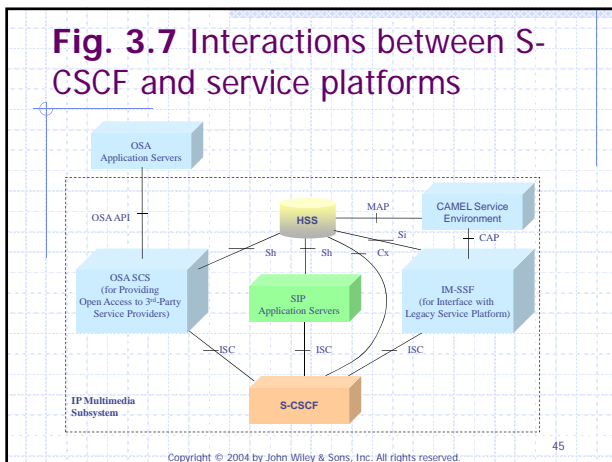 Fig. 3.7 Interactions between S-
CSCF and service platforms
OSA
Application Servers
OSA API
HSS
MAP
CAMEL Service
Environment
Si
CAP
Sh
Sh
Cx
OSA SCS
(for Providing
Open Access to 3rd-Party
Service Providers)
SIP
Application Servers
IM-SSF
(for Interface with
Legacy Service Platform)
ISC
ISC
ISC
S-CSCF
IP Multimedia
Subsystem
45
Copyright © 2004 by John Wiley & Sons, Inc. All rights reserved.